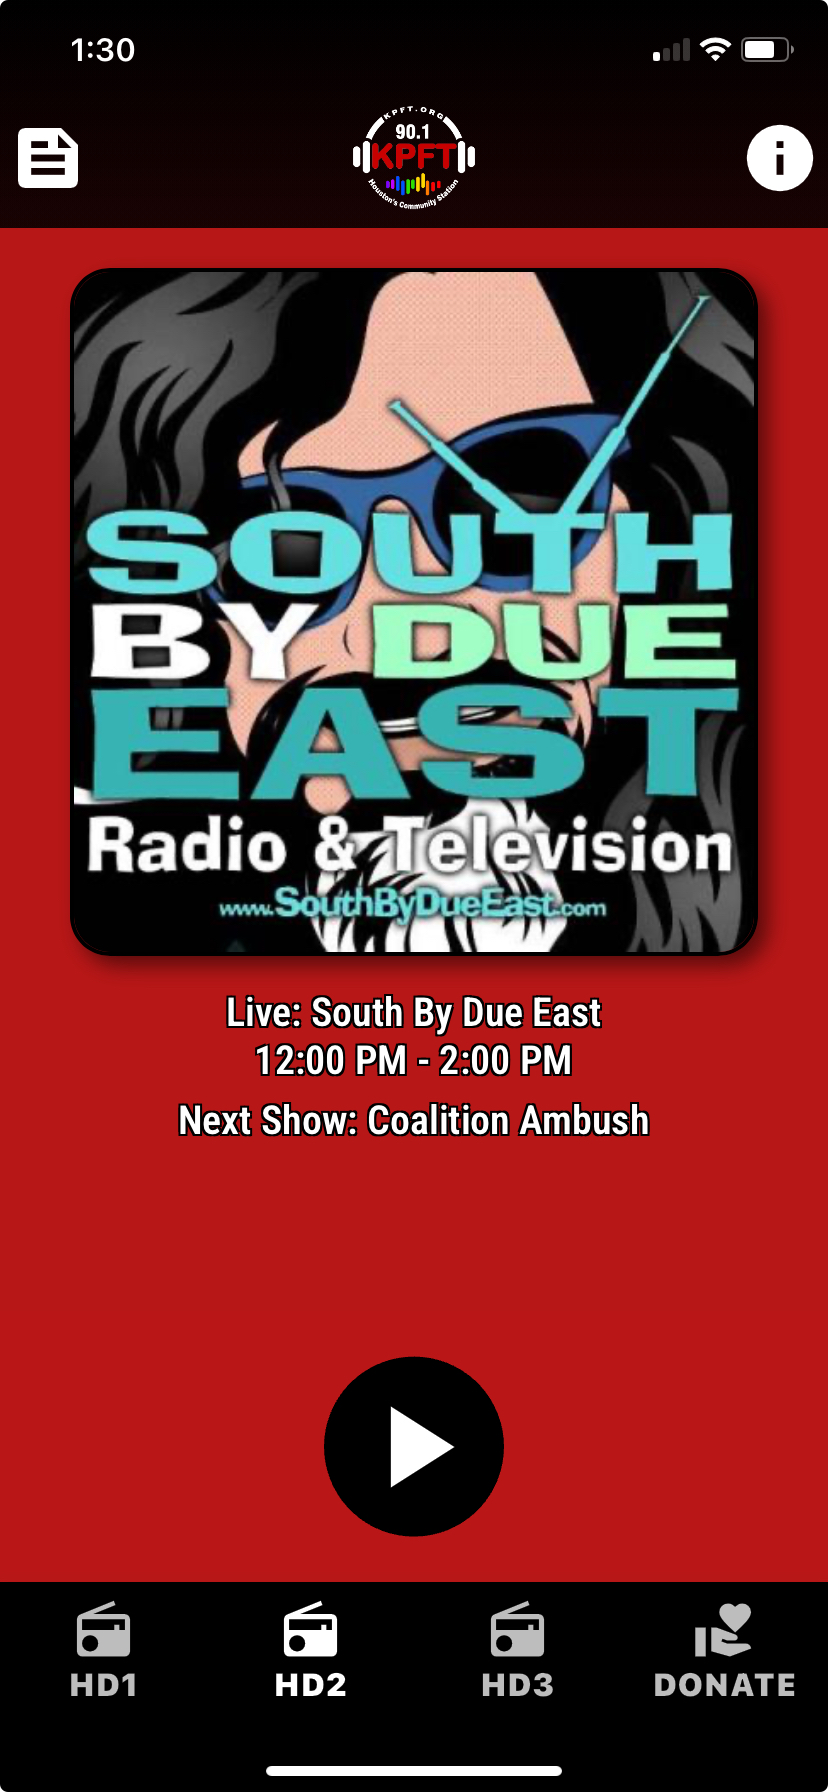 1:30
KPFT.ORG
90.1
KPFT
Houston's Community Station
SOUTH
BY DUE
EAST
Radio & Television
www.SouthByDueEast.com
Live: South By Due East
12:00 PM - 2:00 PM
Next Show: Coalition Ambush
HD1
HD2
HD3
DONATE